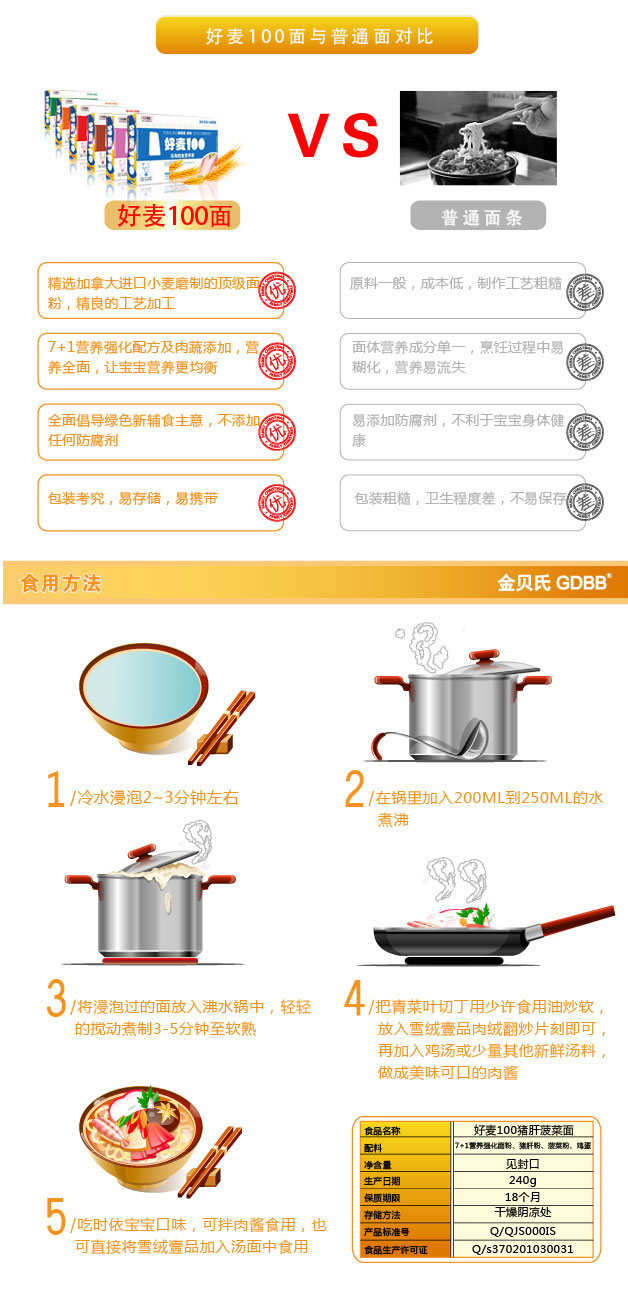 好麦100面与普通面对比
好麦100
VS
好麦100面
普通面条
精选加拿大进口小麦磨制的顶级面
粉，精良的工艺加工
优
原料一般，成本低，制作工艺粗糙
差
7+1营养强化配方及肉蔬添加，营
养全面，让宝宝营养更均衡
优
面体营养成分单一，烹饪过程中易
糊化，营养易流失
差
全面倡导绿色新辅食主意，不添加
任何防腐剂
优
易添加防腐剂，不利于宝宝身体健
康
差
包装考究，易存储，易携带
优
包装粗糙，卫生程度差，不易保存
差
食用方法
金贝氏 GDBB®
1/冷水浸泡2~3分钟左右
2/在锅里加入200ML到250ML的水
煮沸
3/将浸泡过的面放入沸水锅中，轻轻
的搅动煮制3-5分钟至软熟
4/把青菜叶切丁用少许食用油炒软，
放入雪绒壹品肉绒翻炒片刻即可，
再加入鸡汤或少量其他新鲜汤料，
做成美味可口的肉酱
5/吃时依宝宝口味，可拌肉酱食用，也
可直接将雪绒壹品加入汤面中食用
食品名称 好麦100猪肝菠菜面
配料 7+1营养强化面粉、猪肝粉、菠菜粉、鸡蛋
净含量 见封口
生产日期 240g
保质期限 18个月
存储方法 干燥阴凉处
产品标准号 Q/QJS000IS
食品生产许可证 Q/s370201030031